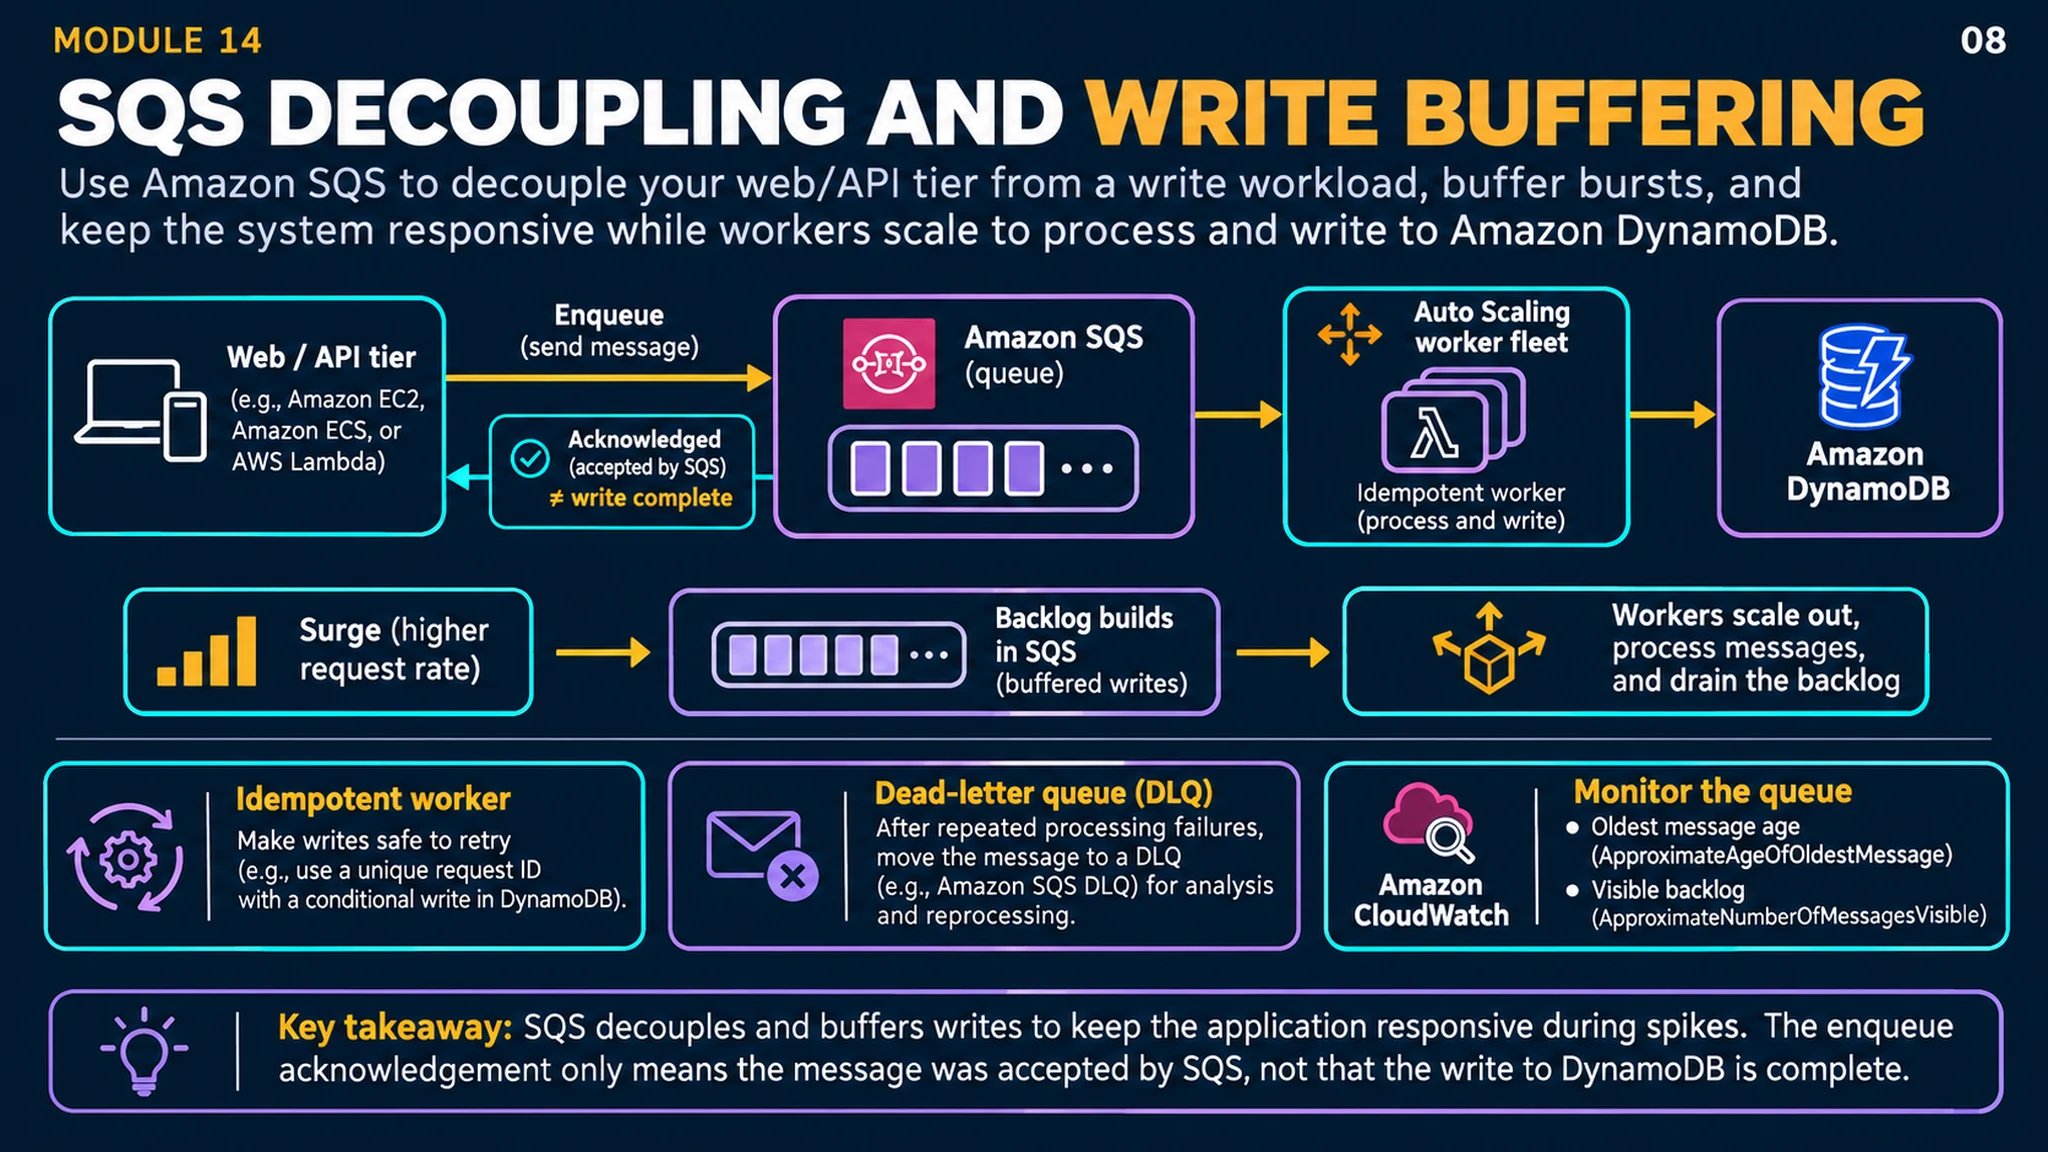 MODULE 14
08
SQS DECOUPLING AND WRITE BUFFERING
Use Amazon SQS to decouple your web/API tier from a write workload, buffer bursts, and
keep the system responsive while workers scale to process and write to Amazon DynamoDB.
Web / API tier
(e.g., Amazon EC2,
Amazon ECS, or
AWS Lambda)
Enqueue
(send message)
Acknowledged
(accepted by SQS)
≠ write complete
Amazon SQS
(queue)
Auto Scaling
worker fleet
Idempotent worker
(process and write)
Amazon
DynamoDB
Surge (higher
request rate)
Backlog builds
in SQS
(buffered writes)
Workers scale out,
process messages,
and drain the backlog
Idempotent worker
Make writes safe to retry
(e.g., use a unique request ID
with a conditional write in DynamoDB).
Dead-letter queue (DLQ)
After repeated processing failures,
move the message to a DLQ
(e.g., Amazon SQS DLQ) for analysis
and reprocessing.
Amazon
CloudWatch
Monitor the queue
• Oldest message age
(ApproximateAgeOfOldestMessage)
• Visible backlog
(ApproximateNumberOfMessagesVisible)
Key takeaway: SQS decouples and buffers writes to keep the application responsive during spikes. The enqueue
acknowledgement only means the message was accepted by SQS, not that the write to DynamoDB is complete.